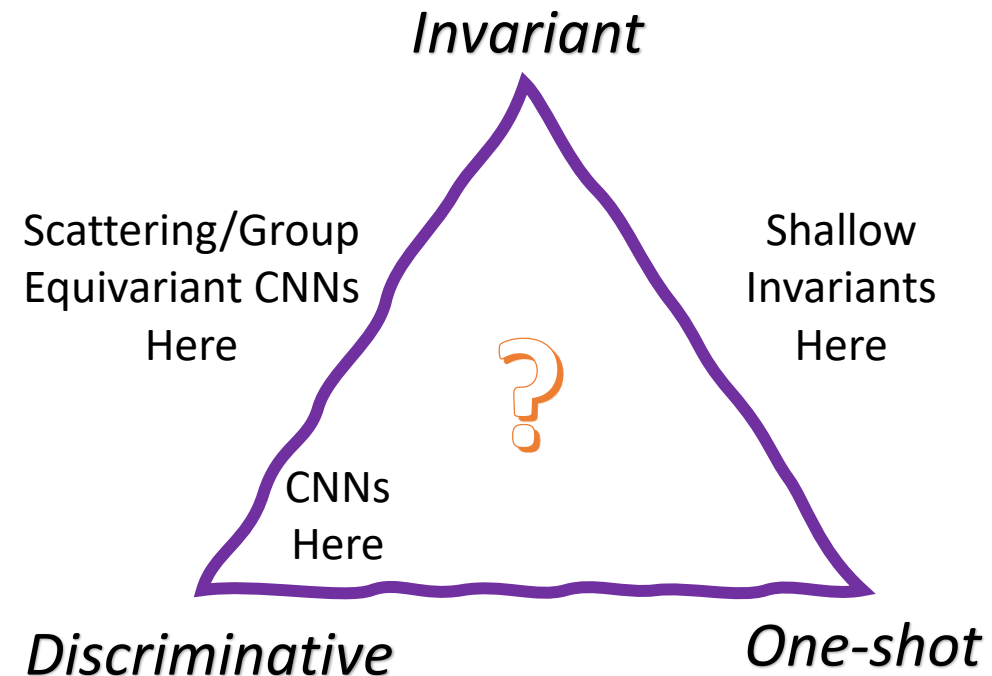 Invariant
Scattering/Group
Equivariant CNNs
Here
Shallow
Invariants
Here
?
CNNs
Here
Discriminative
One-shot